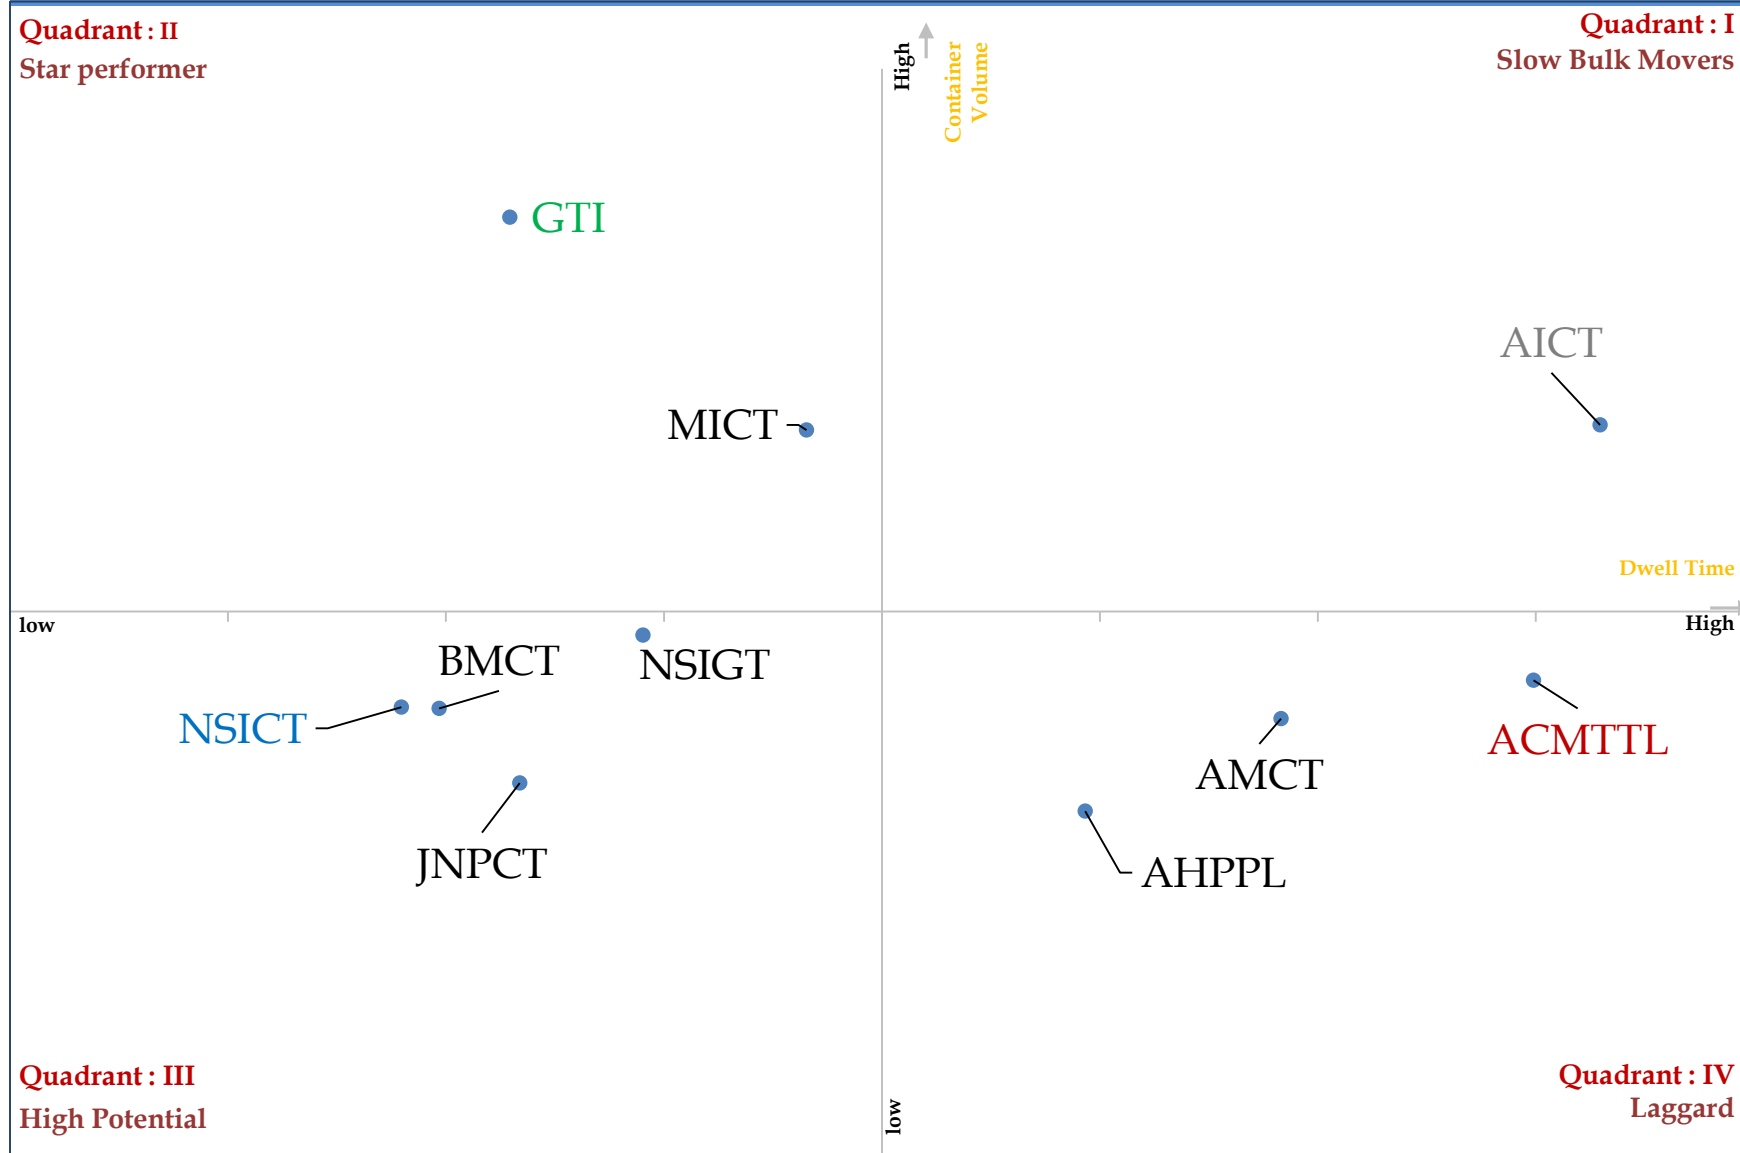 Quadrant : II
Star performer
Quadrant : I
Slow Bulk Movers
High
Container
Volume
GTI
AICT
MICT
Dwell Time
low
High
BMCT
NSIGT
NSICT
ACMTTL
AMCT
JNPCT
AHPPL
Quadrant : III
High Potential
low
Quadrant : IV
Laggard